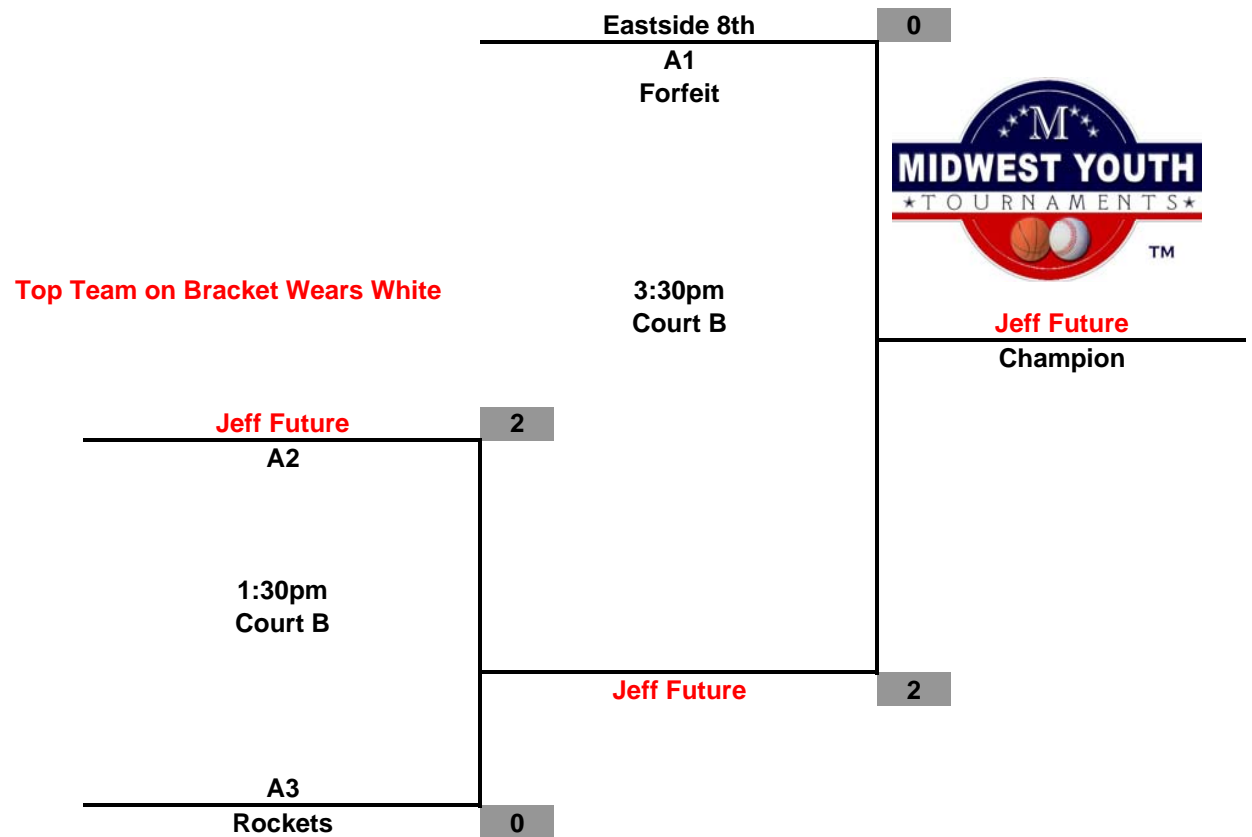 Eastside 8th 0
A1
Forfeit
M
MIDWEST YOUTH
TOURNAMENTS
TM
Top Team on Bracket Wears White
3:30pm
Court B
Jeff Future
Champion
Jeff Future 2
A2
1:30pm
Court B
Jeff Future 2
A3
Rockets 0